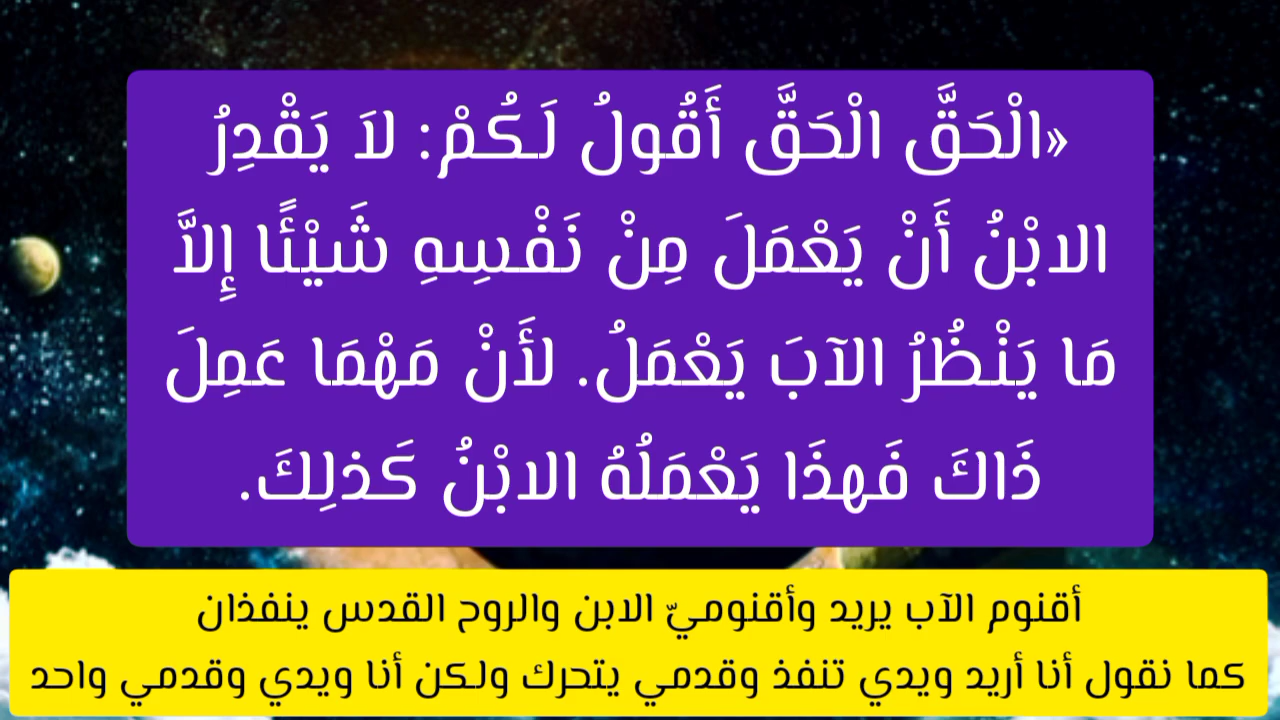 «الْحَقَّ الْحَقَّ أَقُولُ لَكُمْ: لاَ يَقْدِرُ
الابْنُ أَنْ يَعْمَلَ مِنْ نَفْسِهِ شَيْئًا إِلاَّ
مَا يَنْظُرُ الآبَ يَعْمَلُ. لأَنْ مَهْمَا عَمِلَ
ذَاكَ فَهذَا يَعْمَلُهُ الابْنُ كَذلِكَ.
أقنوم الآب يريد وأقنوميّ الابن والروح القدس ينفذان
كما نقول أنا أريد ويدي تنفذ وقدمي يتحرك ولكن أنا ويدي وقدمي واحد